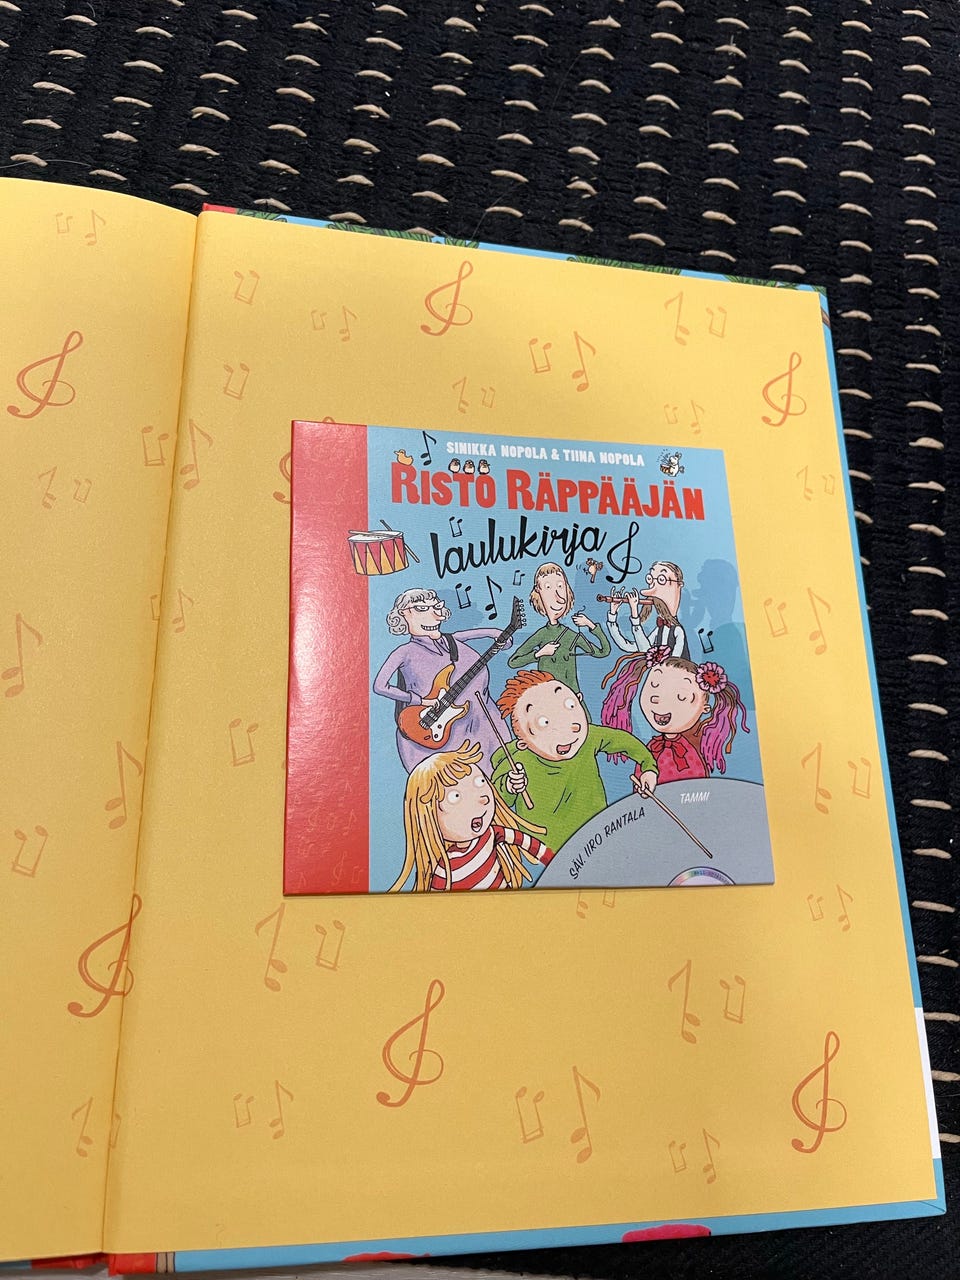 SINIKKA NOPOLA & TIINA NOPOLA
RISTO RÄPPÄÄJÄN
laulukirja
TAMMI
SÄV. IIRO RANTALA